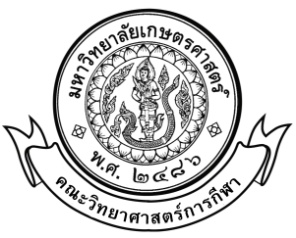 มหาวิทยาลัยเกษตรศาสตร์
พ.ศ. ๒๔๘๖
คณะวิทยาศาสตร์การกีฬา